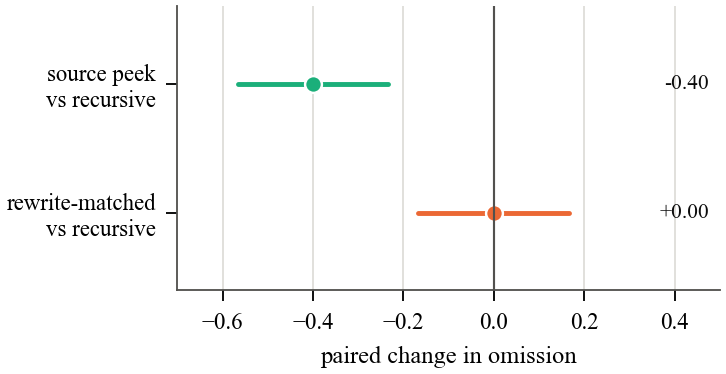 source peek
vs recursive
-0.40
rewrite-matched
vs recursive
+0.00
−0.6 −0.4 −0.2 0.0 0.2 0.4
paired change in omission